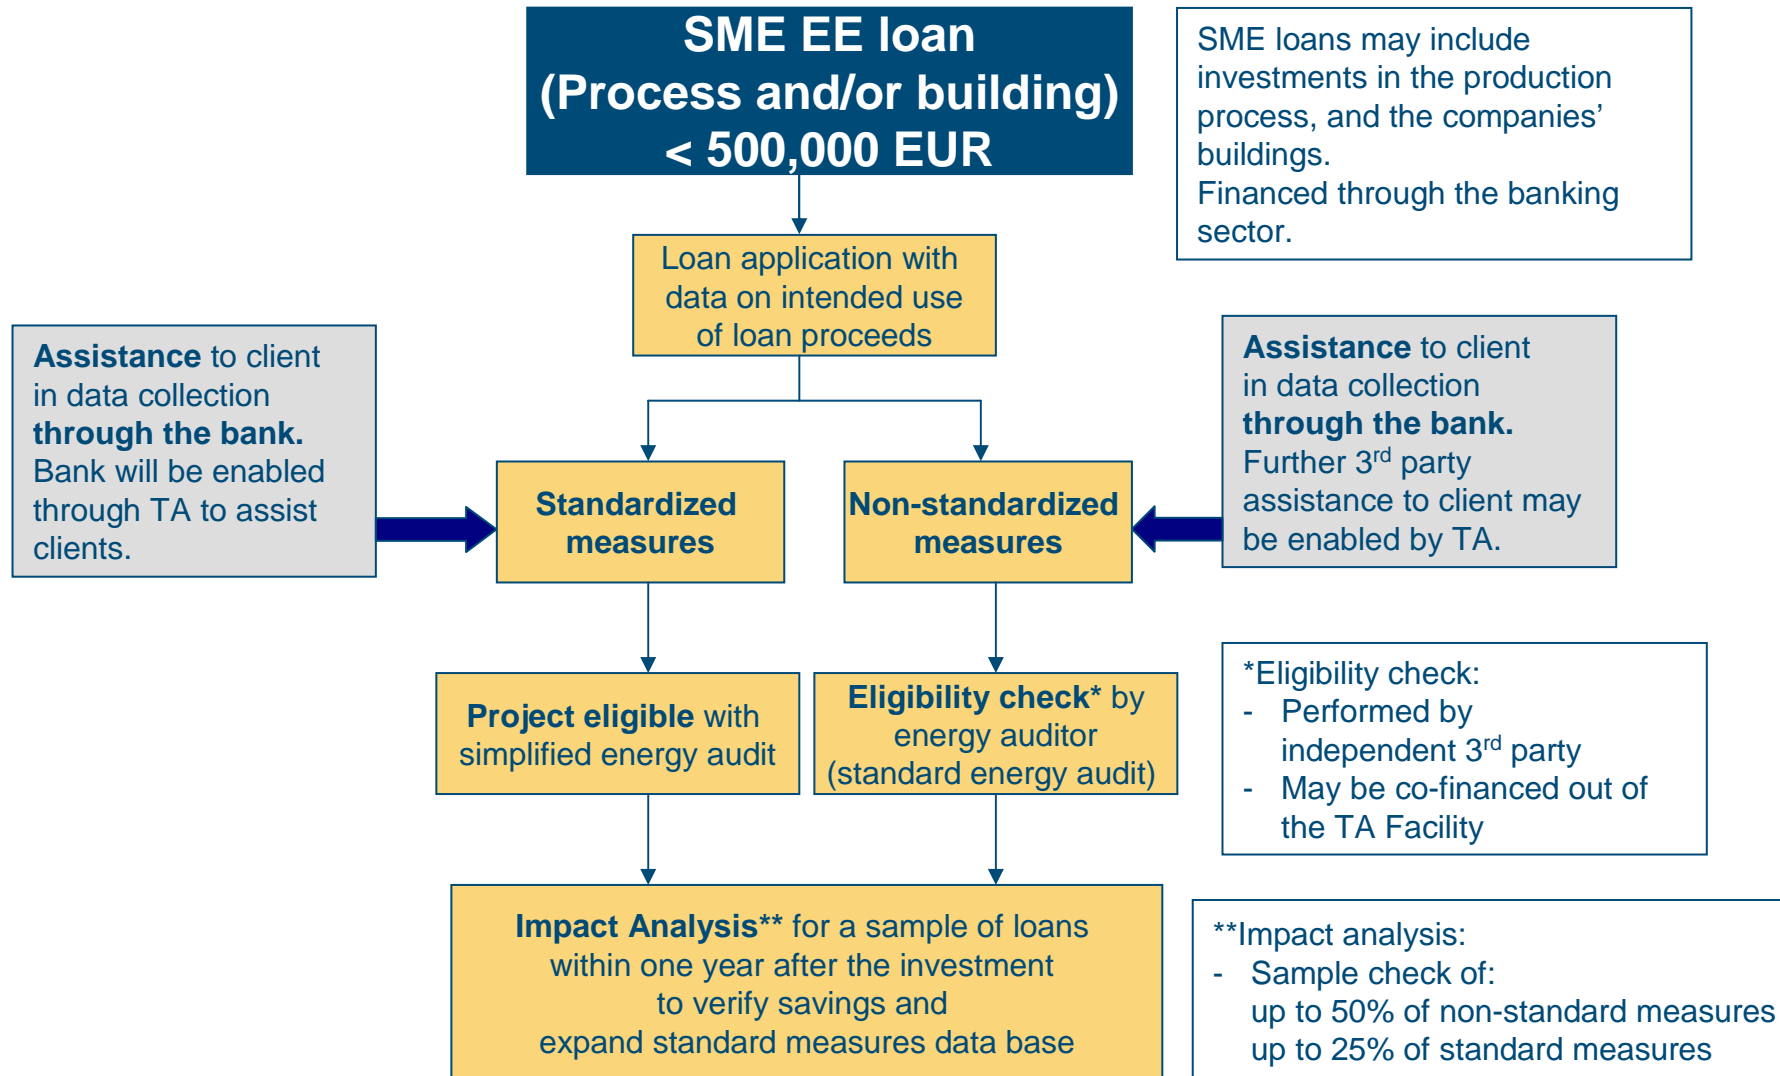 SME EE loan
(Process and/or building)
< 500,000 EUR
SME loans may include
investments in the production
process, and the companies’
buildings.
Financed through the banking
sector.
Loan application with
data on intended use
of loan proceeds
Assistance to client
in data collection
through the bank.
Bank will be enabled
through TA to assist
clients.
Assistance to client
in data collection
through the bank.
Further 3rd party
assistance to client may
be enabled by TA.
Standardized
measures
Non-standardized
measures
Project eligible with
simplified energy audit
Eligibility check* by
energy auditor
(standard energy audit)
*Eligibility check:
- Performed by
independent 3rd party
- May be co-financed out of
the TA Facility
Impact Analysis** for a sample of loans
within one year after the investment
to verify savings and
expand standard measures data base
**Impact analysis:
- Sample check of:
up to 50% of non-standard measures
up to 25% of standard measures